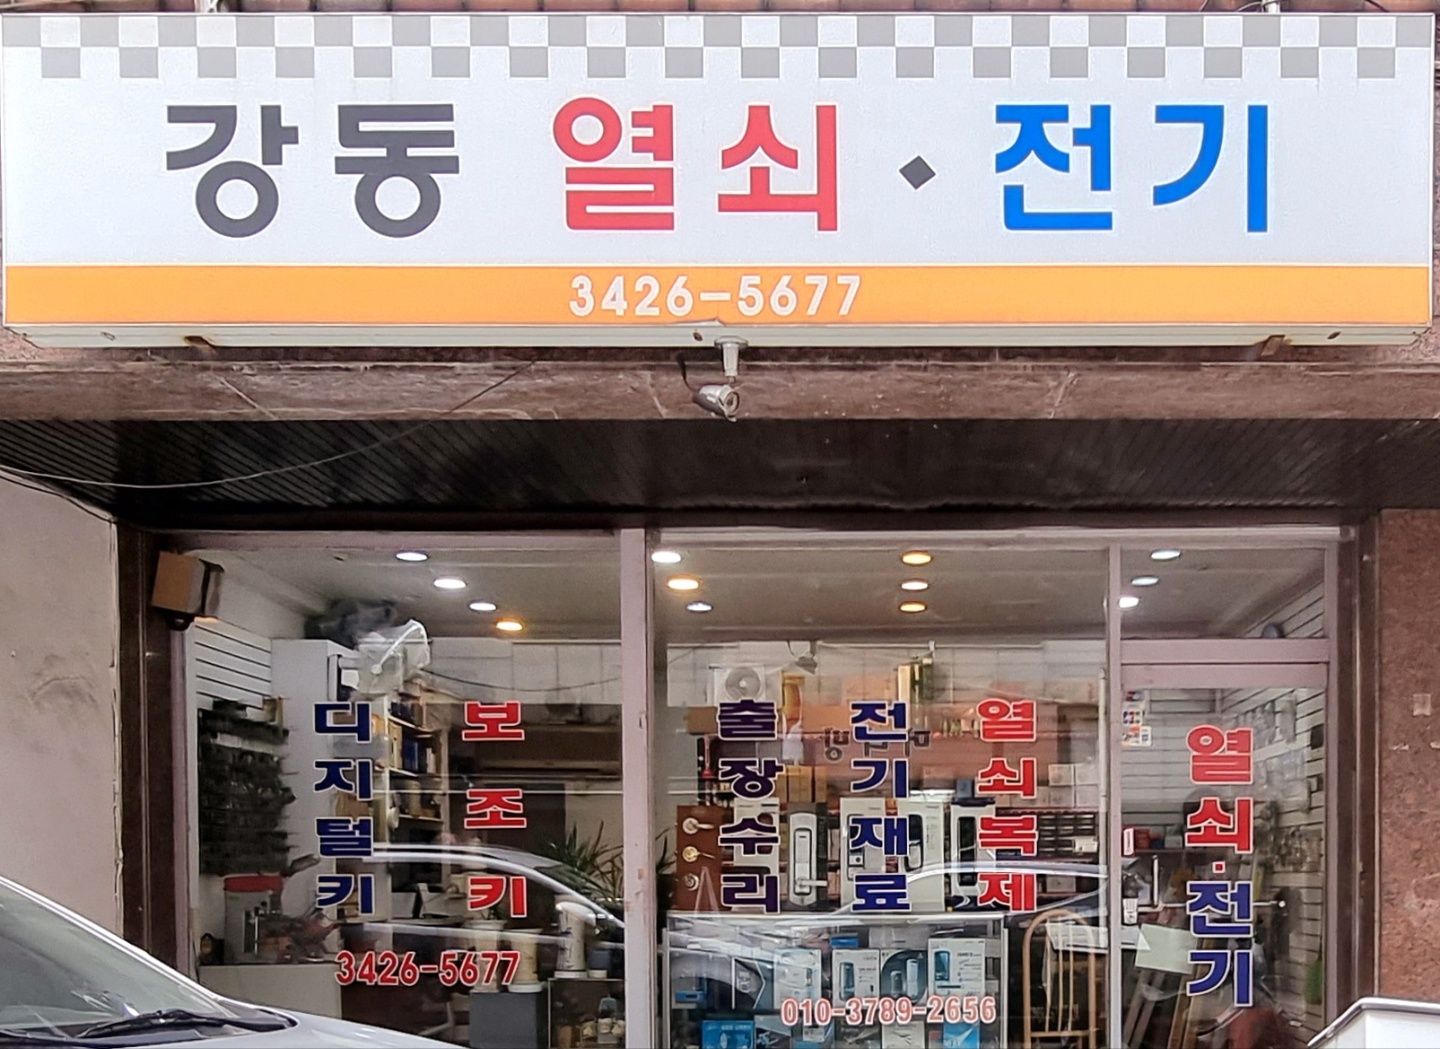 강동 열쇠·전기
3426-5677
디지털키
보조키
3426-5677
출장수리
전기재료
열쇠복제
010-3789-2656
열쇠·전기